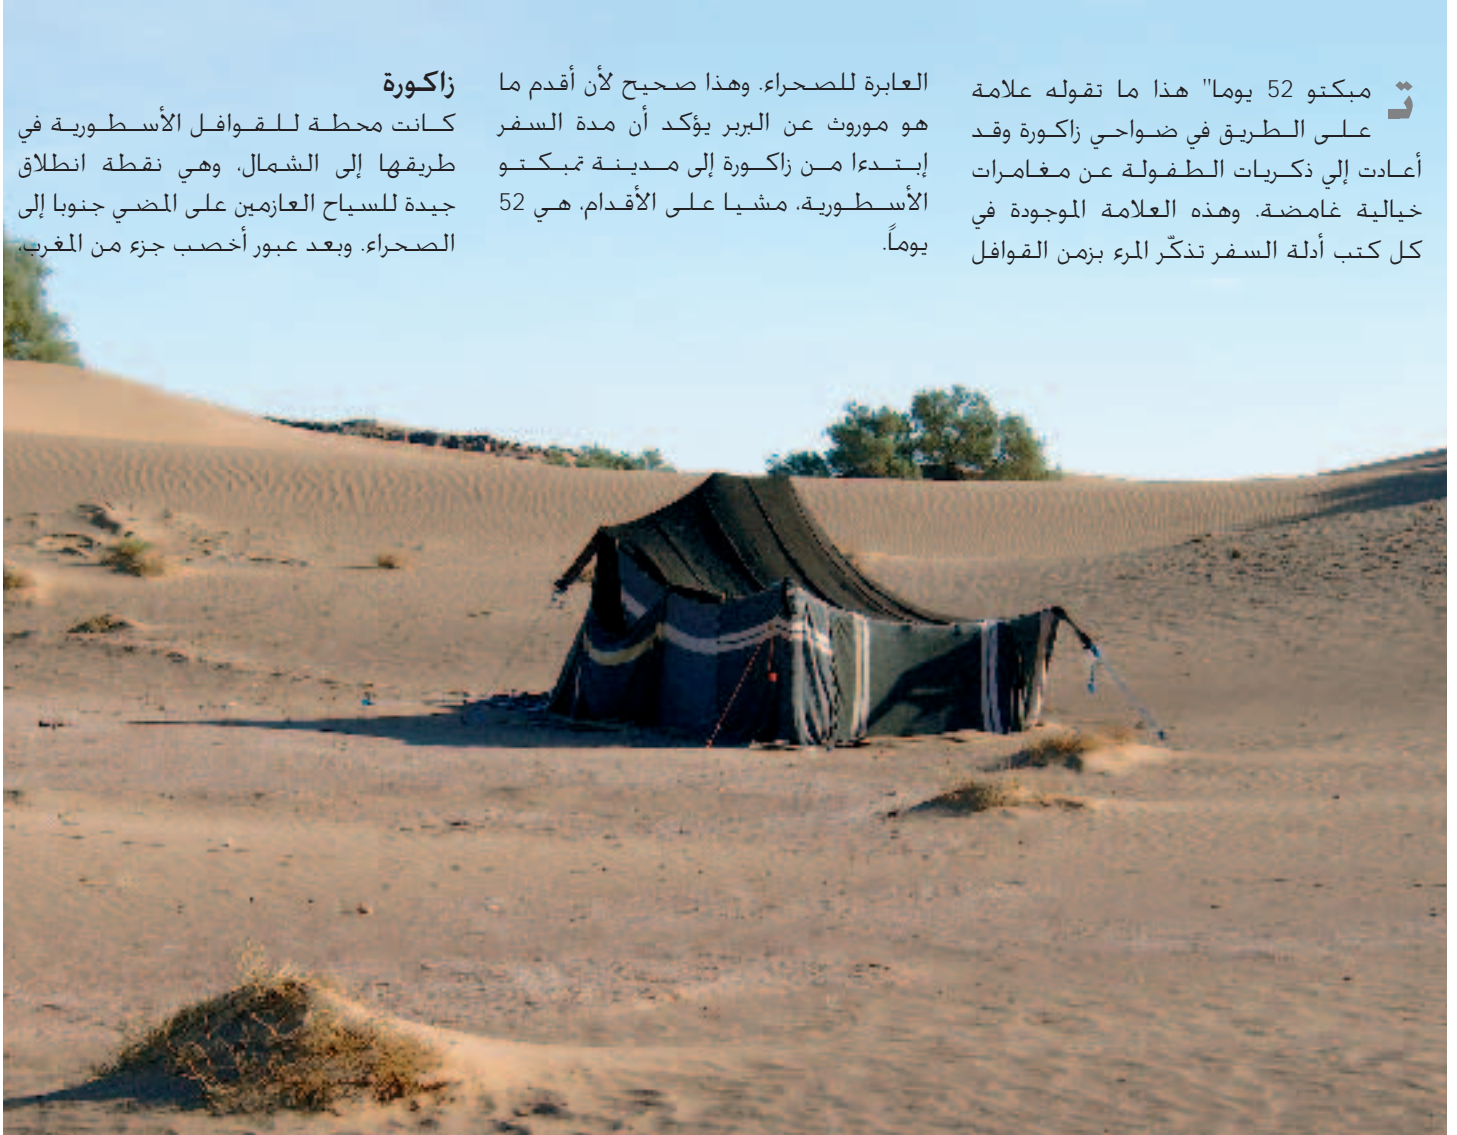 تمبكتو 52 يوما" هذا ما تقوله علامة
على الطريق في ضواحي زاكورة وقد
أعادت إلي ذكريات الطفولة عن مغامرات
خيالية غامضة. وهذه العلامة الموجودة في
كل كتب أدلة السفر تذكّر المرء بزمن القوافل
العابرة للصحراء. وهذا صحيح لأن أقدم ما
هو موروث عن البربر يؤكد أن مدة السفر
إبتدءا من زاكورة إلى مدينة تمبكتو
الأسطورية، مشيا على الأقدام، هي 52
يوماً.
زاكورة
كانت محطة للقوافل الأسطورية في
طريقها إلى الشمال، وهي نقطة انطلاق
جيدة للسياح العازمين على المضي جنوبا إلى
الصحراء. وبعد عبور أخصب جزء من المغرب،